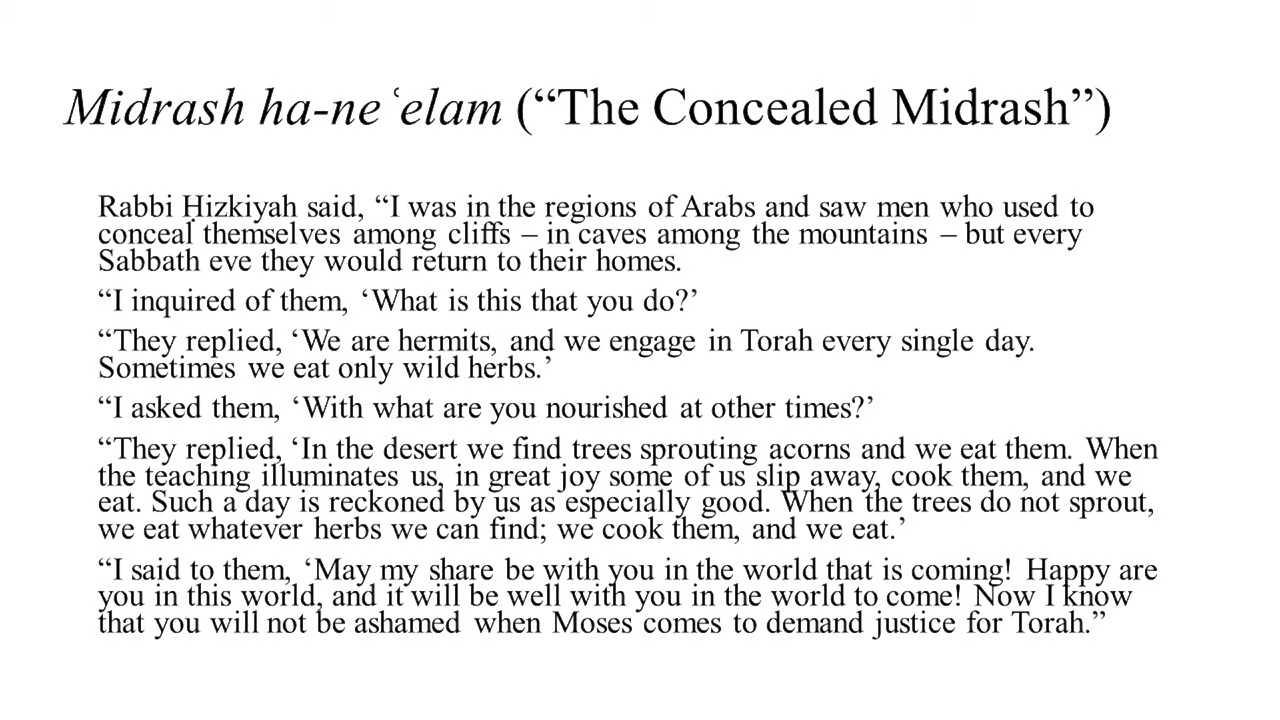 Midrash ha-neʿelam (“The Concealed Midrash”)
Rabbi Ḥizkiyah said, “I was in the regions of Arabs and saw men who used to
conceal themselves among cliffs – in caves among the mountains – but every
Sabbath eve they would return to their homes.
“I inquired of them, ‘What is this that you do?’
“They replied, ‘We are hermits, and we engage in Torah every single day.
Sometimes we eat only wild herbs.’
“I asked them, ‘With what are you nourished at other times?’
“They replied, ‘In the desert we find trees sprouting acorns and we eat them. When
the teaching illuminates us, in great joy some of us slip away, cook them, and we
eat. Such a day is reckoned by us as especially good. When the trees do not sprout,
we eat whatever herbs we can find; we cook them, and we eat.’
“I said to them, ‘May my share be with you in the world that is coming! Happy are
you in this world, and it will be well with you in the world to come! Now I know
that you will not be ashamed when Moses comes to demand justice for Torah.”